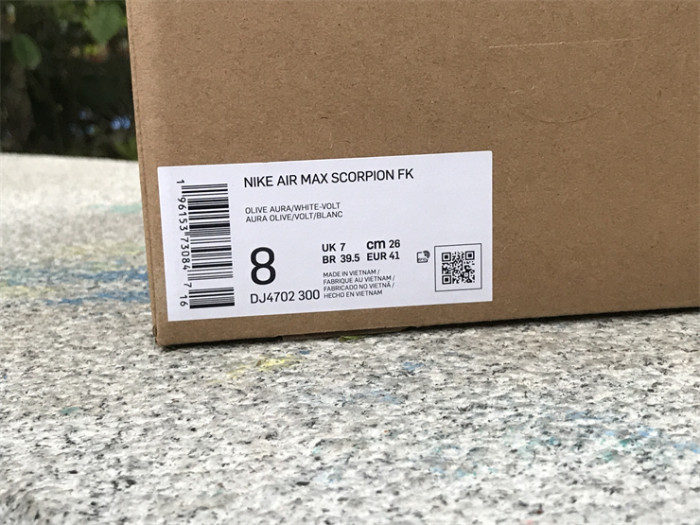 NIKE AIR MAX SCORPION FK
OLIVE AURA/WHITE-VOLT
AURA OLIVE/VOLT/BLANC
8
UK 7 cm 26
BR 39.5 EUR 41
MADE IN VIETNAM /
FABRIQUE AU VIETNAM /
FABRICADO NO VIETNÃ /
HECHO EN VIETNAM
DJ4702 300
1 96153 73084 7 16